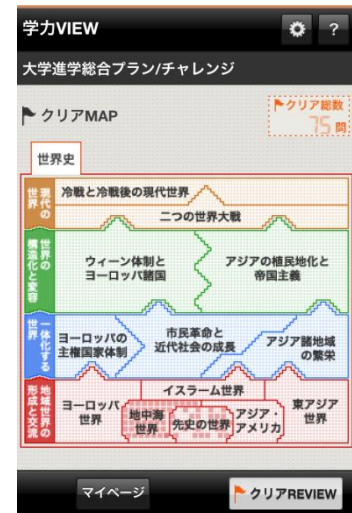 学力VIEW
?
大学進学総合プラン/チャレンジ
クリアMAP
クリア総数
75問
世界史
現代の
世界
冷戦と冷戦後の現代世界
二つの世界大戦
世界の
構造化と変容
ウィーン体制と
ヨーロッパ諸国
アジアの植民地化と
帝国主義
一体化する
世界
ヨーロッパの
主権国家体制
市民革命と
近代社会の成長
アジア諸地域
の繁栄
地域世界の
形成と交流
イスラーム世界
ヨーロッパ
世界
地中海
世界
先史の世界
アジア・
アメリカ
東アジア
世界
マイページ
クリアREVIEW